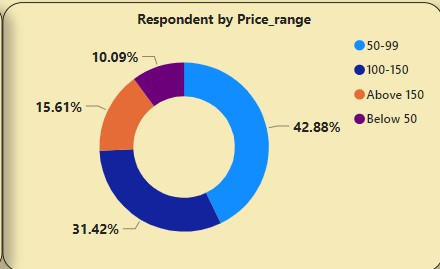 Respondent by Price_range
50-99
100-150
Above 150
Below 50
10.09%
15.61%
42.88%
31.42%